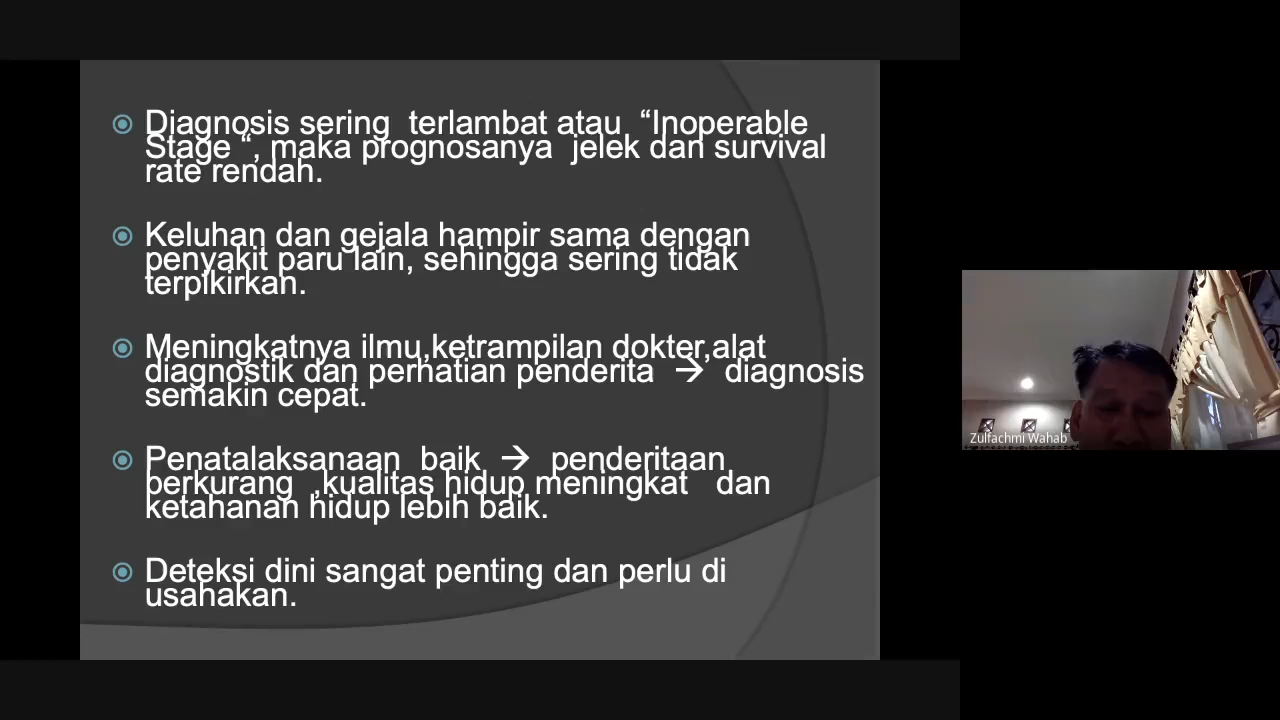 Diagnosis sering terlambat atau “Inoperable
Stage “, maka prognosanya jelek dan survival
rate rendah.
Keluhan dan gejala hampir sama dengan
penyakit paru lain, sehingga sering tidak
terpikirkan.
Meningkatnya ilmu,ketrampilan dokter,alat
diagnostik dan perhatian penderita → diagnosis
semakin cepat.
Penatalaksanaan baik → penderitaan
berkurang ,kualitas hidup meningkat dan
ketahanan hidup lebih baik.
Deteksi dini sangat penting dan perlu di
usahakan.
Zulfachmi Wahab